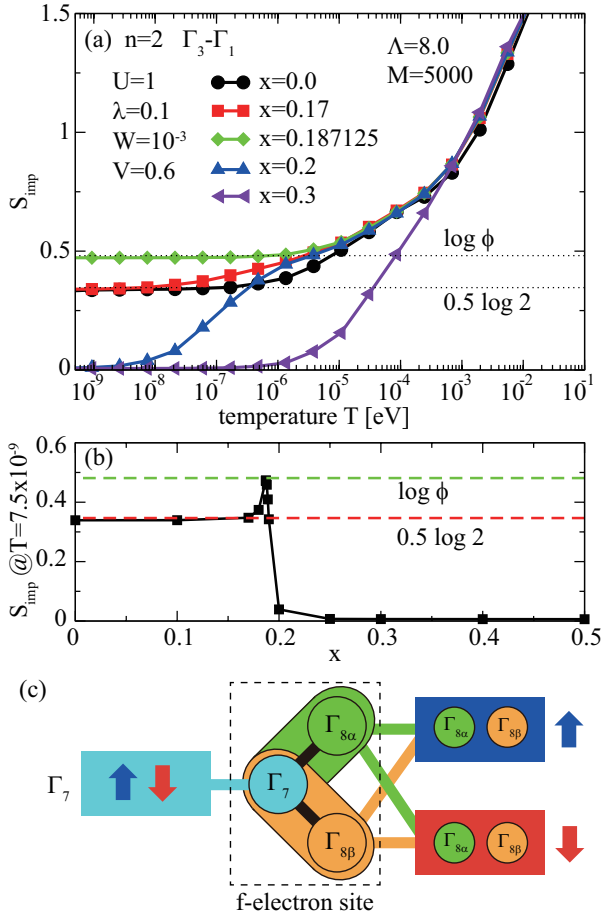 (a) n=2 Γ₃-Γ₁
Λ=8.0
M=5000
U=1
λ=0.1
W=10⁻³
V=0.6
x=0.0
x=0.17
x=0.187125
x=0.2
x=0.3
log ϕ
0.5 log 2
1.5
1
0.5
0
S_imp
10⁻⁹ 10⁻⁸ 10⁻⁷ 10⁻⁶ 10⁻⁵ 10⁻⁴ 10⁻³ 10⁻² 10⁻¹
temperature T [eV]
(b)
0.6
0.4
0.2
0
S_imp @T=7.5x10⁻⁹
log ϕ
0.5 log 2
0 0.1 0.2 0.3 0.4 0.5
x
(c)
Γ₇
Γ₈α
Γ₇
Γ₈β
Γ₈α Γ₈β
Γ₈α Γ₈β
f-electron site